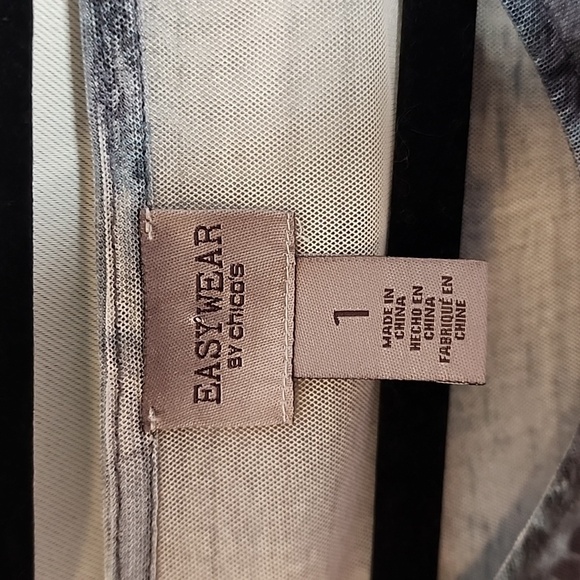 EASYWEAR
BY chico's
1
MADE IN
CHINA
HECHO EN
CHINA
FABRIQUÉ EN
CHINE